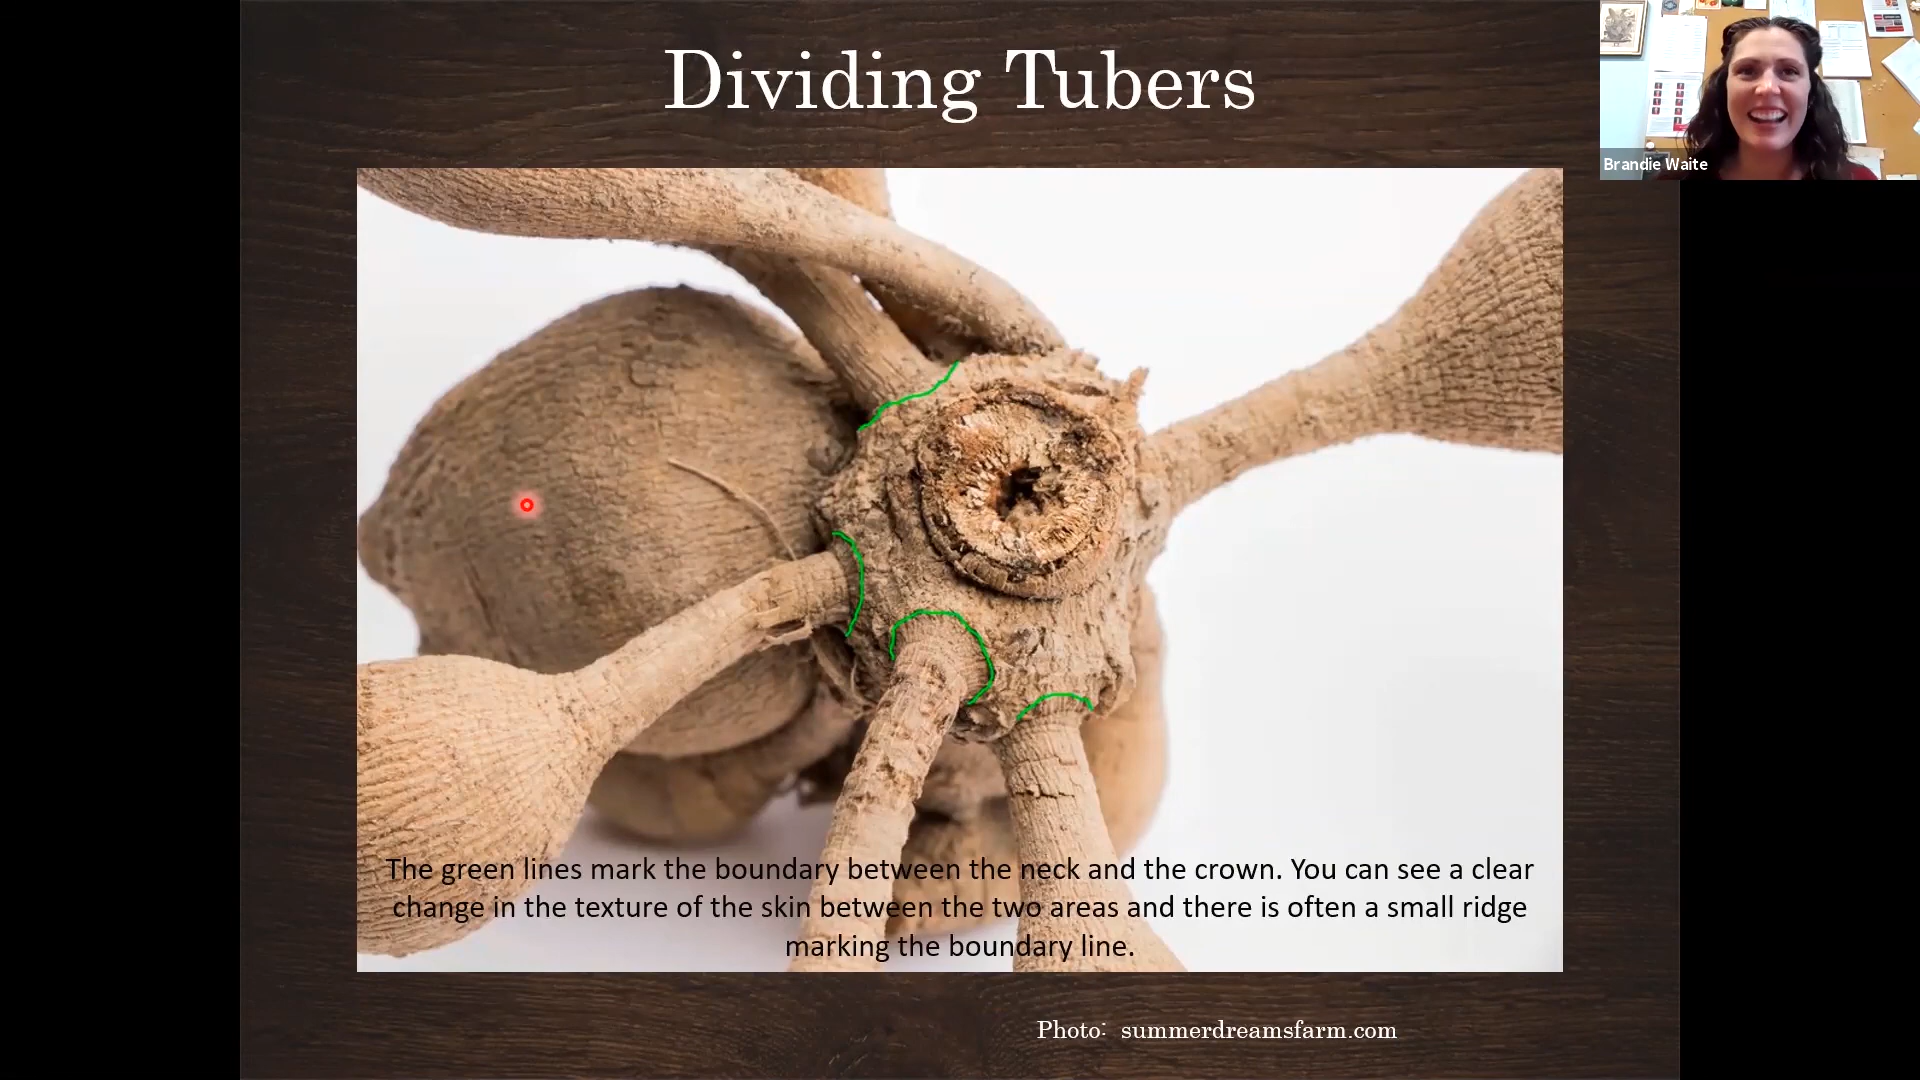 Dividing Tubers
Brandie Waite
The green lines mark the boundary between the neck and the crown. You can see a clear
change in the texture of the skin between the two areas and there is often a small ridge
marking the boundary line.
Photo: summerdreamsfarm.com